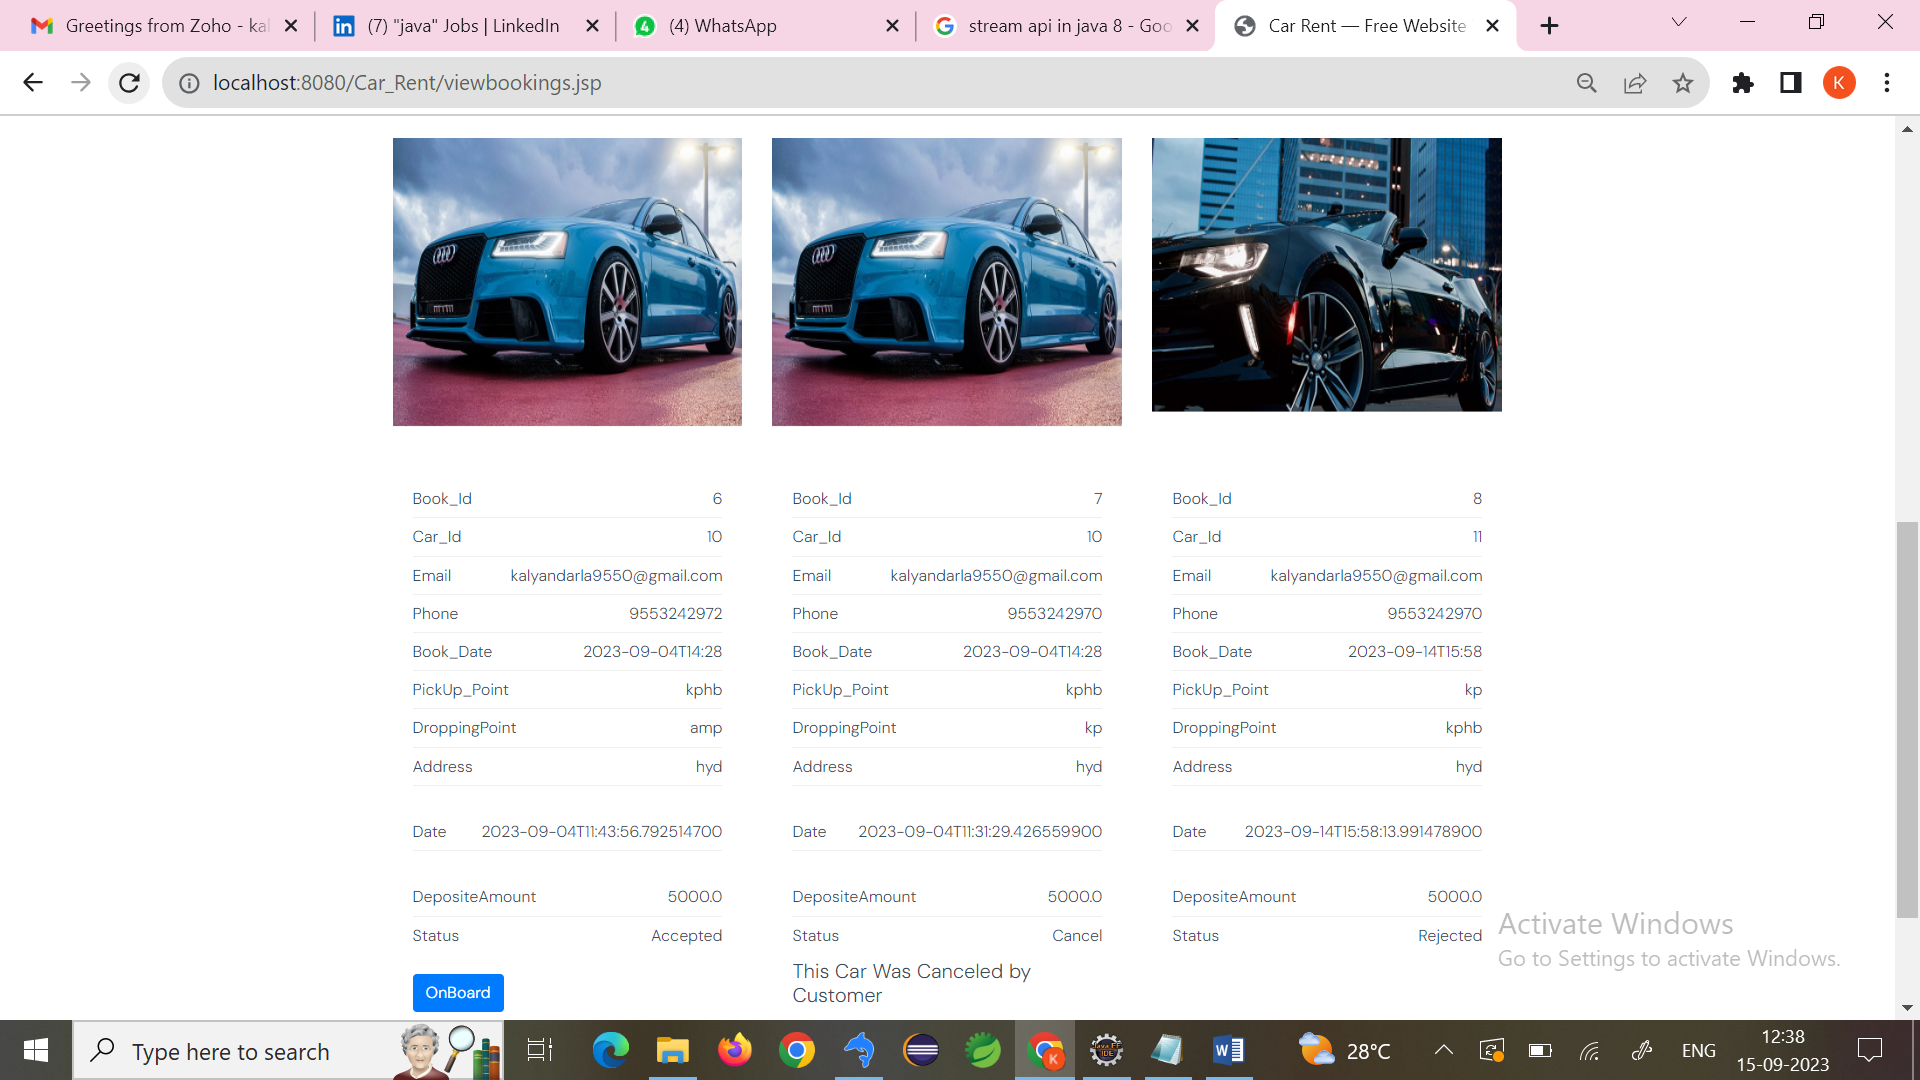 Greetings from Zoho - kal
(7) "java" Jobs | LinkedIn
(4) WhatsApp
stream api in java 8 - Goo
Car Rent — Free Website
localhost:8080/Car_Rent/viewbookings.jsp
K
Book_Id 6
Car_Id 10
Email kalyandarla9550@gmail.com
Phone 9553242972
Book_Date 2023-09-04T14:28
PickUp_Point kphb
DroppingPoint amp
Address hyd
Date 2023-09-04T11:43:56.792514700
DepositeAmount 5000.0
Status Accepted
OnBoard
Book_Id 7
Car_Id 10
Email kalyandarla9550@gmail.com
Phone 9553242970
Book_Date 2023-09-04T14:28
PickUp_Point kphb
DroppingPoint kp
Address hyd
Date 2023-09-04T11:31:29.426559900
DepositeAmount 5000.0
Status Cancel
This Car Was Canceled by
Customer
Book_Id 8
Car_Id 11
Email kalyandarla9550@gmail.com
Phone 9553242970
Book_Date 2023-09-14T15:58
PickUp_Point kp
DroppingPoint kphb
Address hyd
Date 2023-09-14T15:58:13.991478900
DepositeAmount 5000.0
Status Rejected
Activate Windows
Go to Settings to activate Windows.
Type here to search
28°C
ENG
12:38
15-09-2023